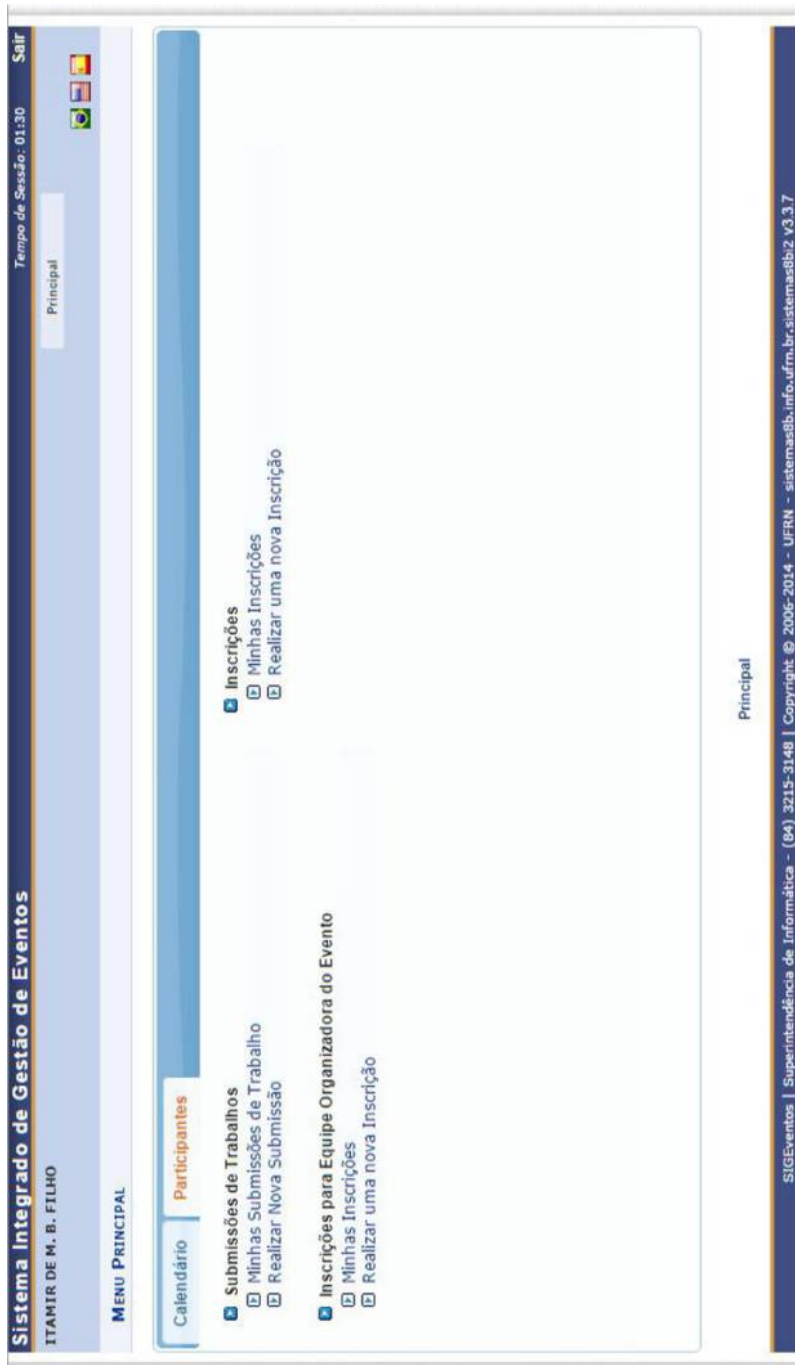 Sistema Integrado de Gestão de Eventos
Tempo de Sessão: 01:30
Sair
ITAMIR DE M. B. FILHO
Principal
MENU PRINCIPAL
Calendário
Participantes
Submissões de Trabalhos
Minhas Submissões de Trabalho
Realizar Nova Submissão
Inscrições para Equipe Organizadora do Evento
Minhas Inscrições
Realizar uma nova Inscrição
Inscrições
Minhas Inscrições
Realizar uma nova Inscrição
Principal
SIGEventos | Superintendência de Informática - (84) 3215-3148 | Copyright © 2006-2014 - UFRN - sistemas8b.info.ufrn.br.sistemas8bi2 v3.3.7